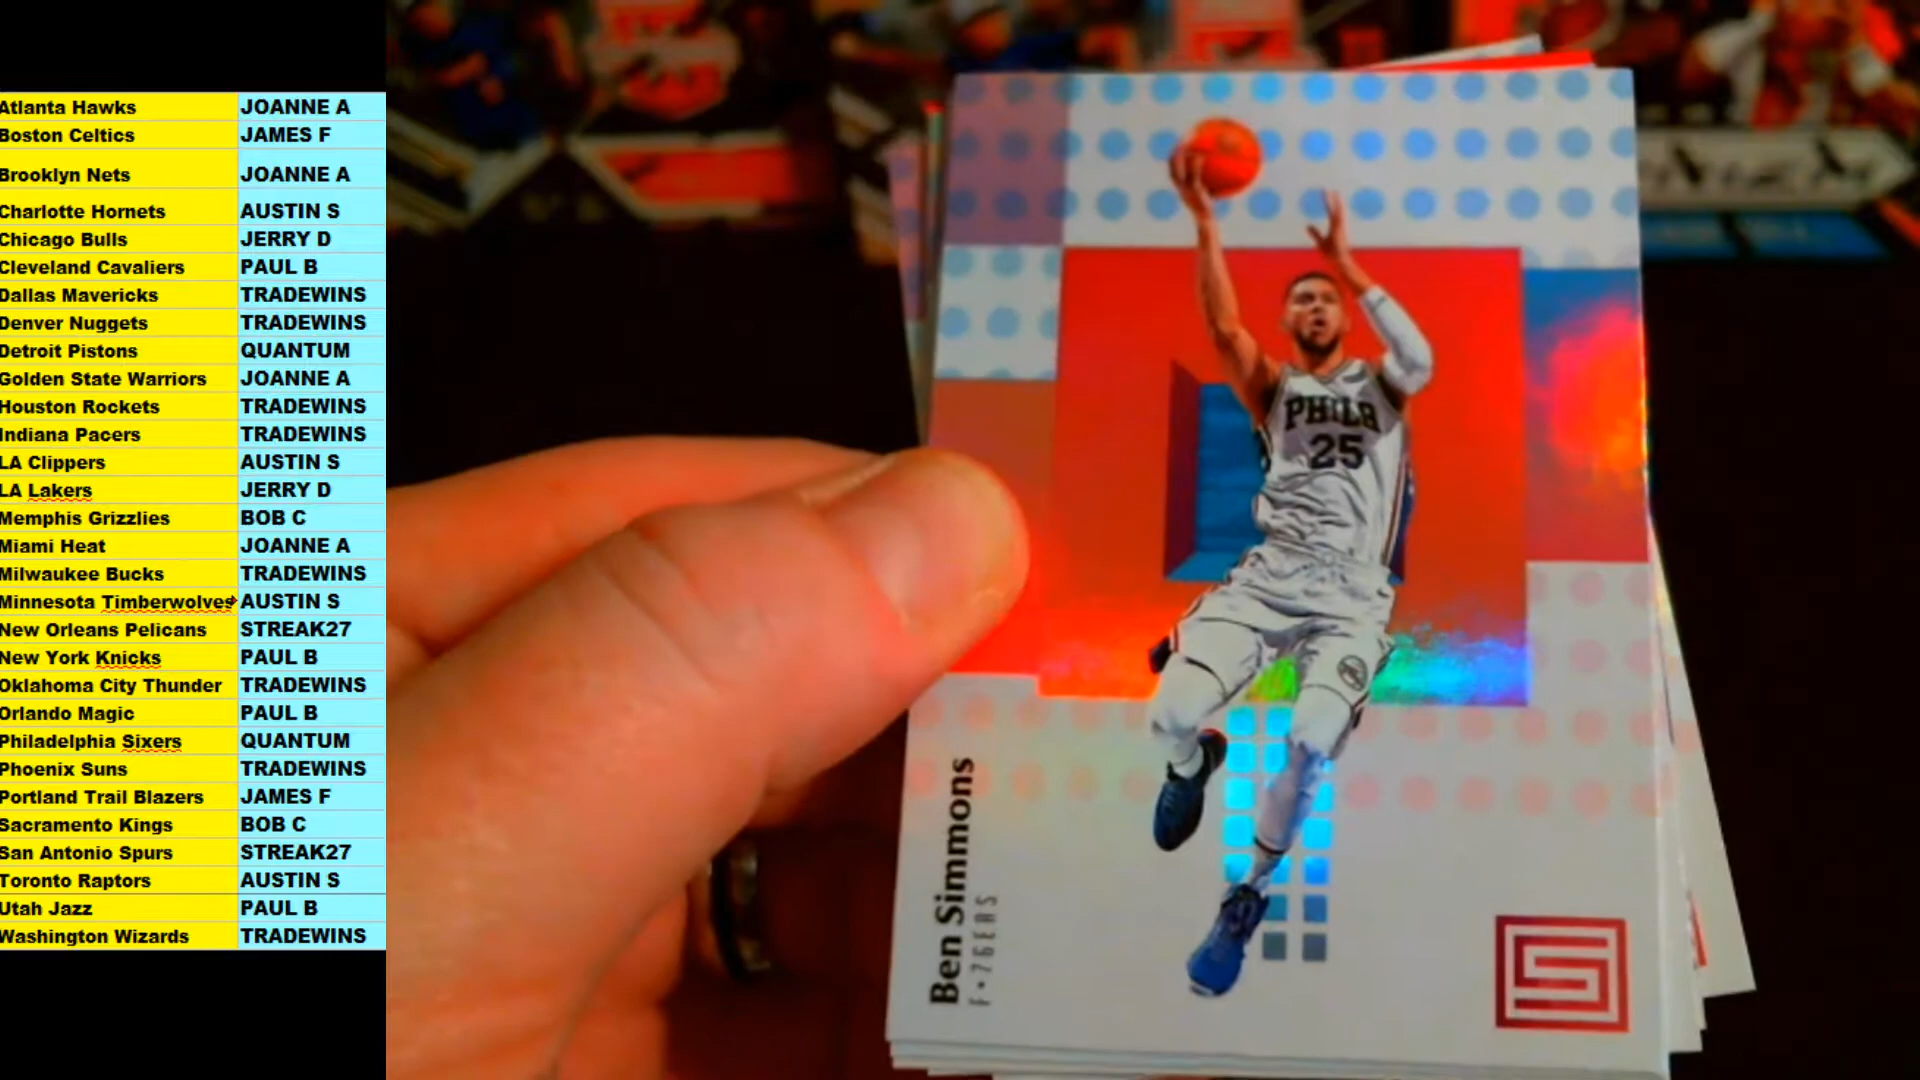 Atlanta Hawks JOANNE A
Boston Celtics JAMES F
Brooklyn Nets JOANNE A
Charlotte Hornets AUSTIN S
Chicago Bulls JERRY D
Cleveland Cavaliers PAUL B
Dallas Mavericks TRADEWINS
Denver Nuggets TRADEWINS
Detroit Pistons QUANTUM
Golden State Warriors JOANNE A
Houston Rockets TRADEWINS
Indiana Pacers TRADEWINS
LA Clippers AUSTIN S
LA Lakers JERRY D
Memphis Grizzlies BOB C
Miami Heat JOANNE A
Milwaukee Bucks TRADEWINS
Minnesota Timberwolves AUSTIN S
New Orleans Pelicans STREAK27
New York Knicks PAUL B
Oklahoma City Thunder TRADEWINS
Orlando Magic PAUL B
Philadelphia Sixers QUANTUM
Phoenix Suns TRADEWINS
Portland Trail Blazers JAMES F
Sacramento Kings BOB C
San Antonio Spurs STREAK27
Toronto Raptors AUSTIN S
Utah Jazz PAUL B
Washington Wizards TRADEWINS
PHILA
25
Ben Simmons
F • 76ERS